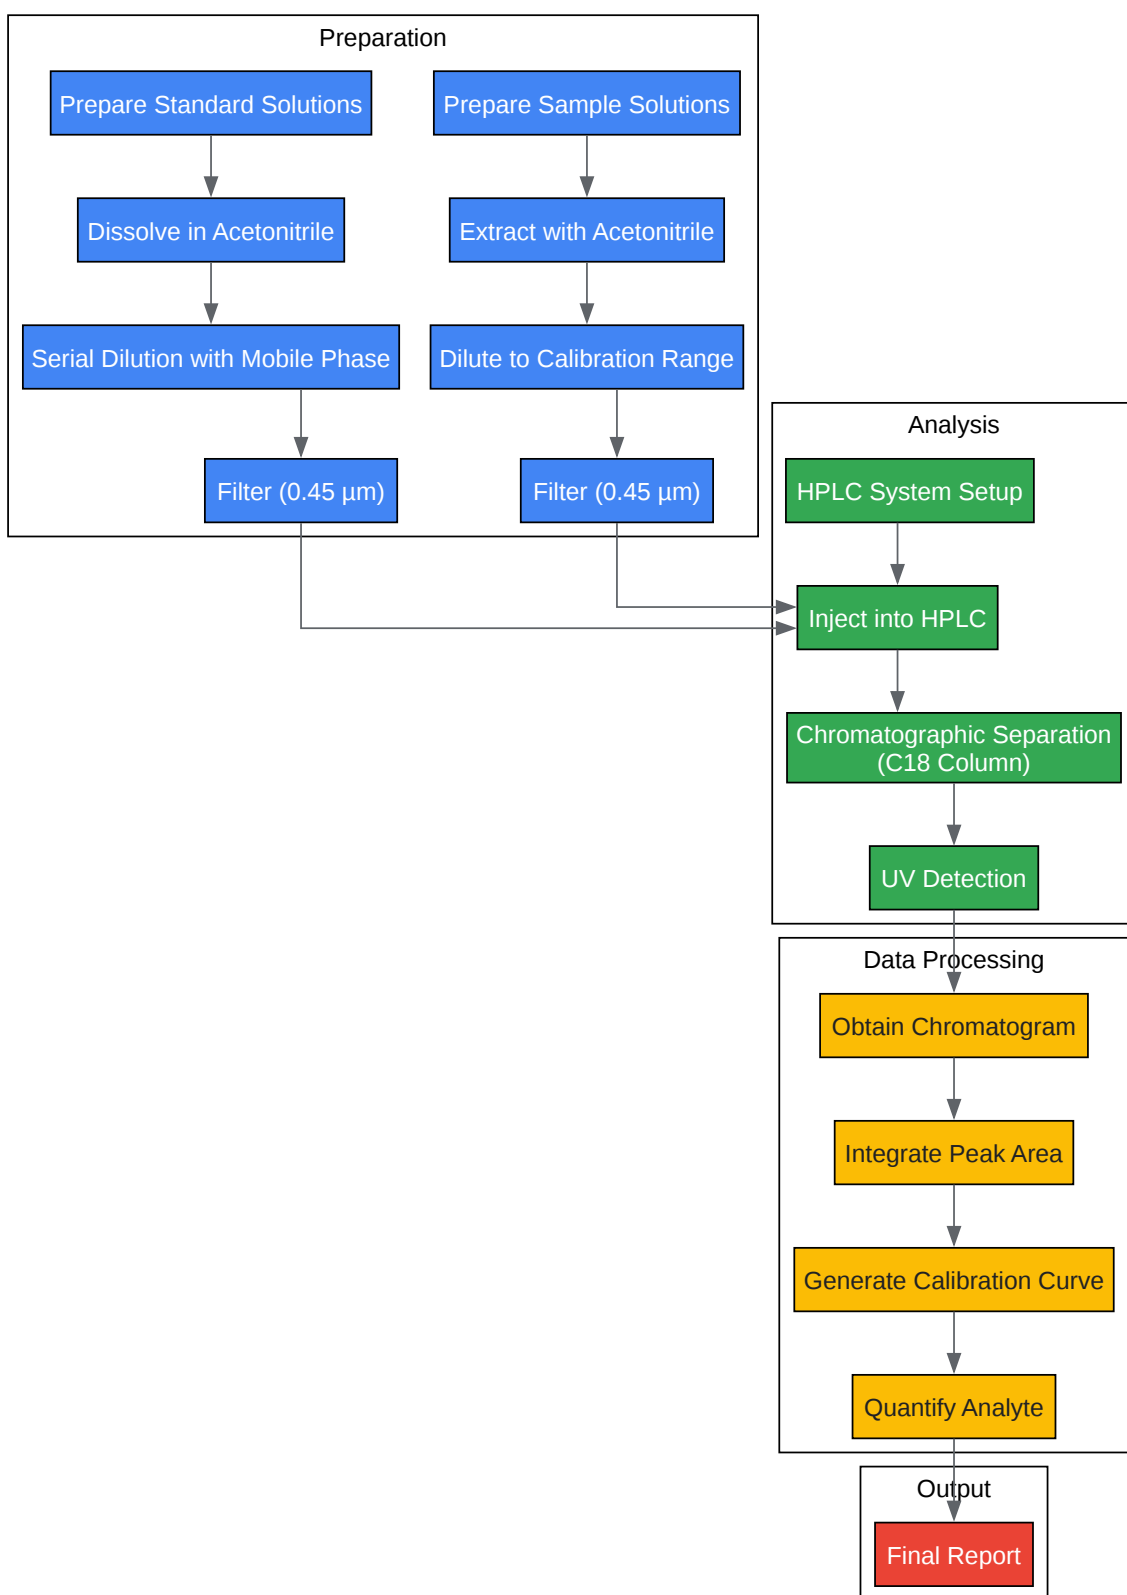 Preparation
Prepare Standard Solutions
Prepare Sample Solutions
Dissolve in Acetonitrile
Extract with Acetonitrile
Serial Dilution with Mobile Phase
Dilute to Calibration Range
Filter (0.45 µm)
Filter (0.45 µm)
Analysis
HPLC System Setup
Inject into HPLC
Chromatographic Separation
(C18 Column)
UV Detection
Data Processing
Obtain Chromatogram
Integrate Peak Area
Generate Calibration Curve
Quantify Analyte
Output
Final Report